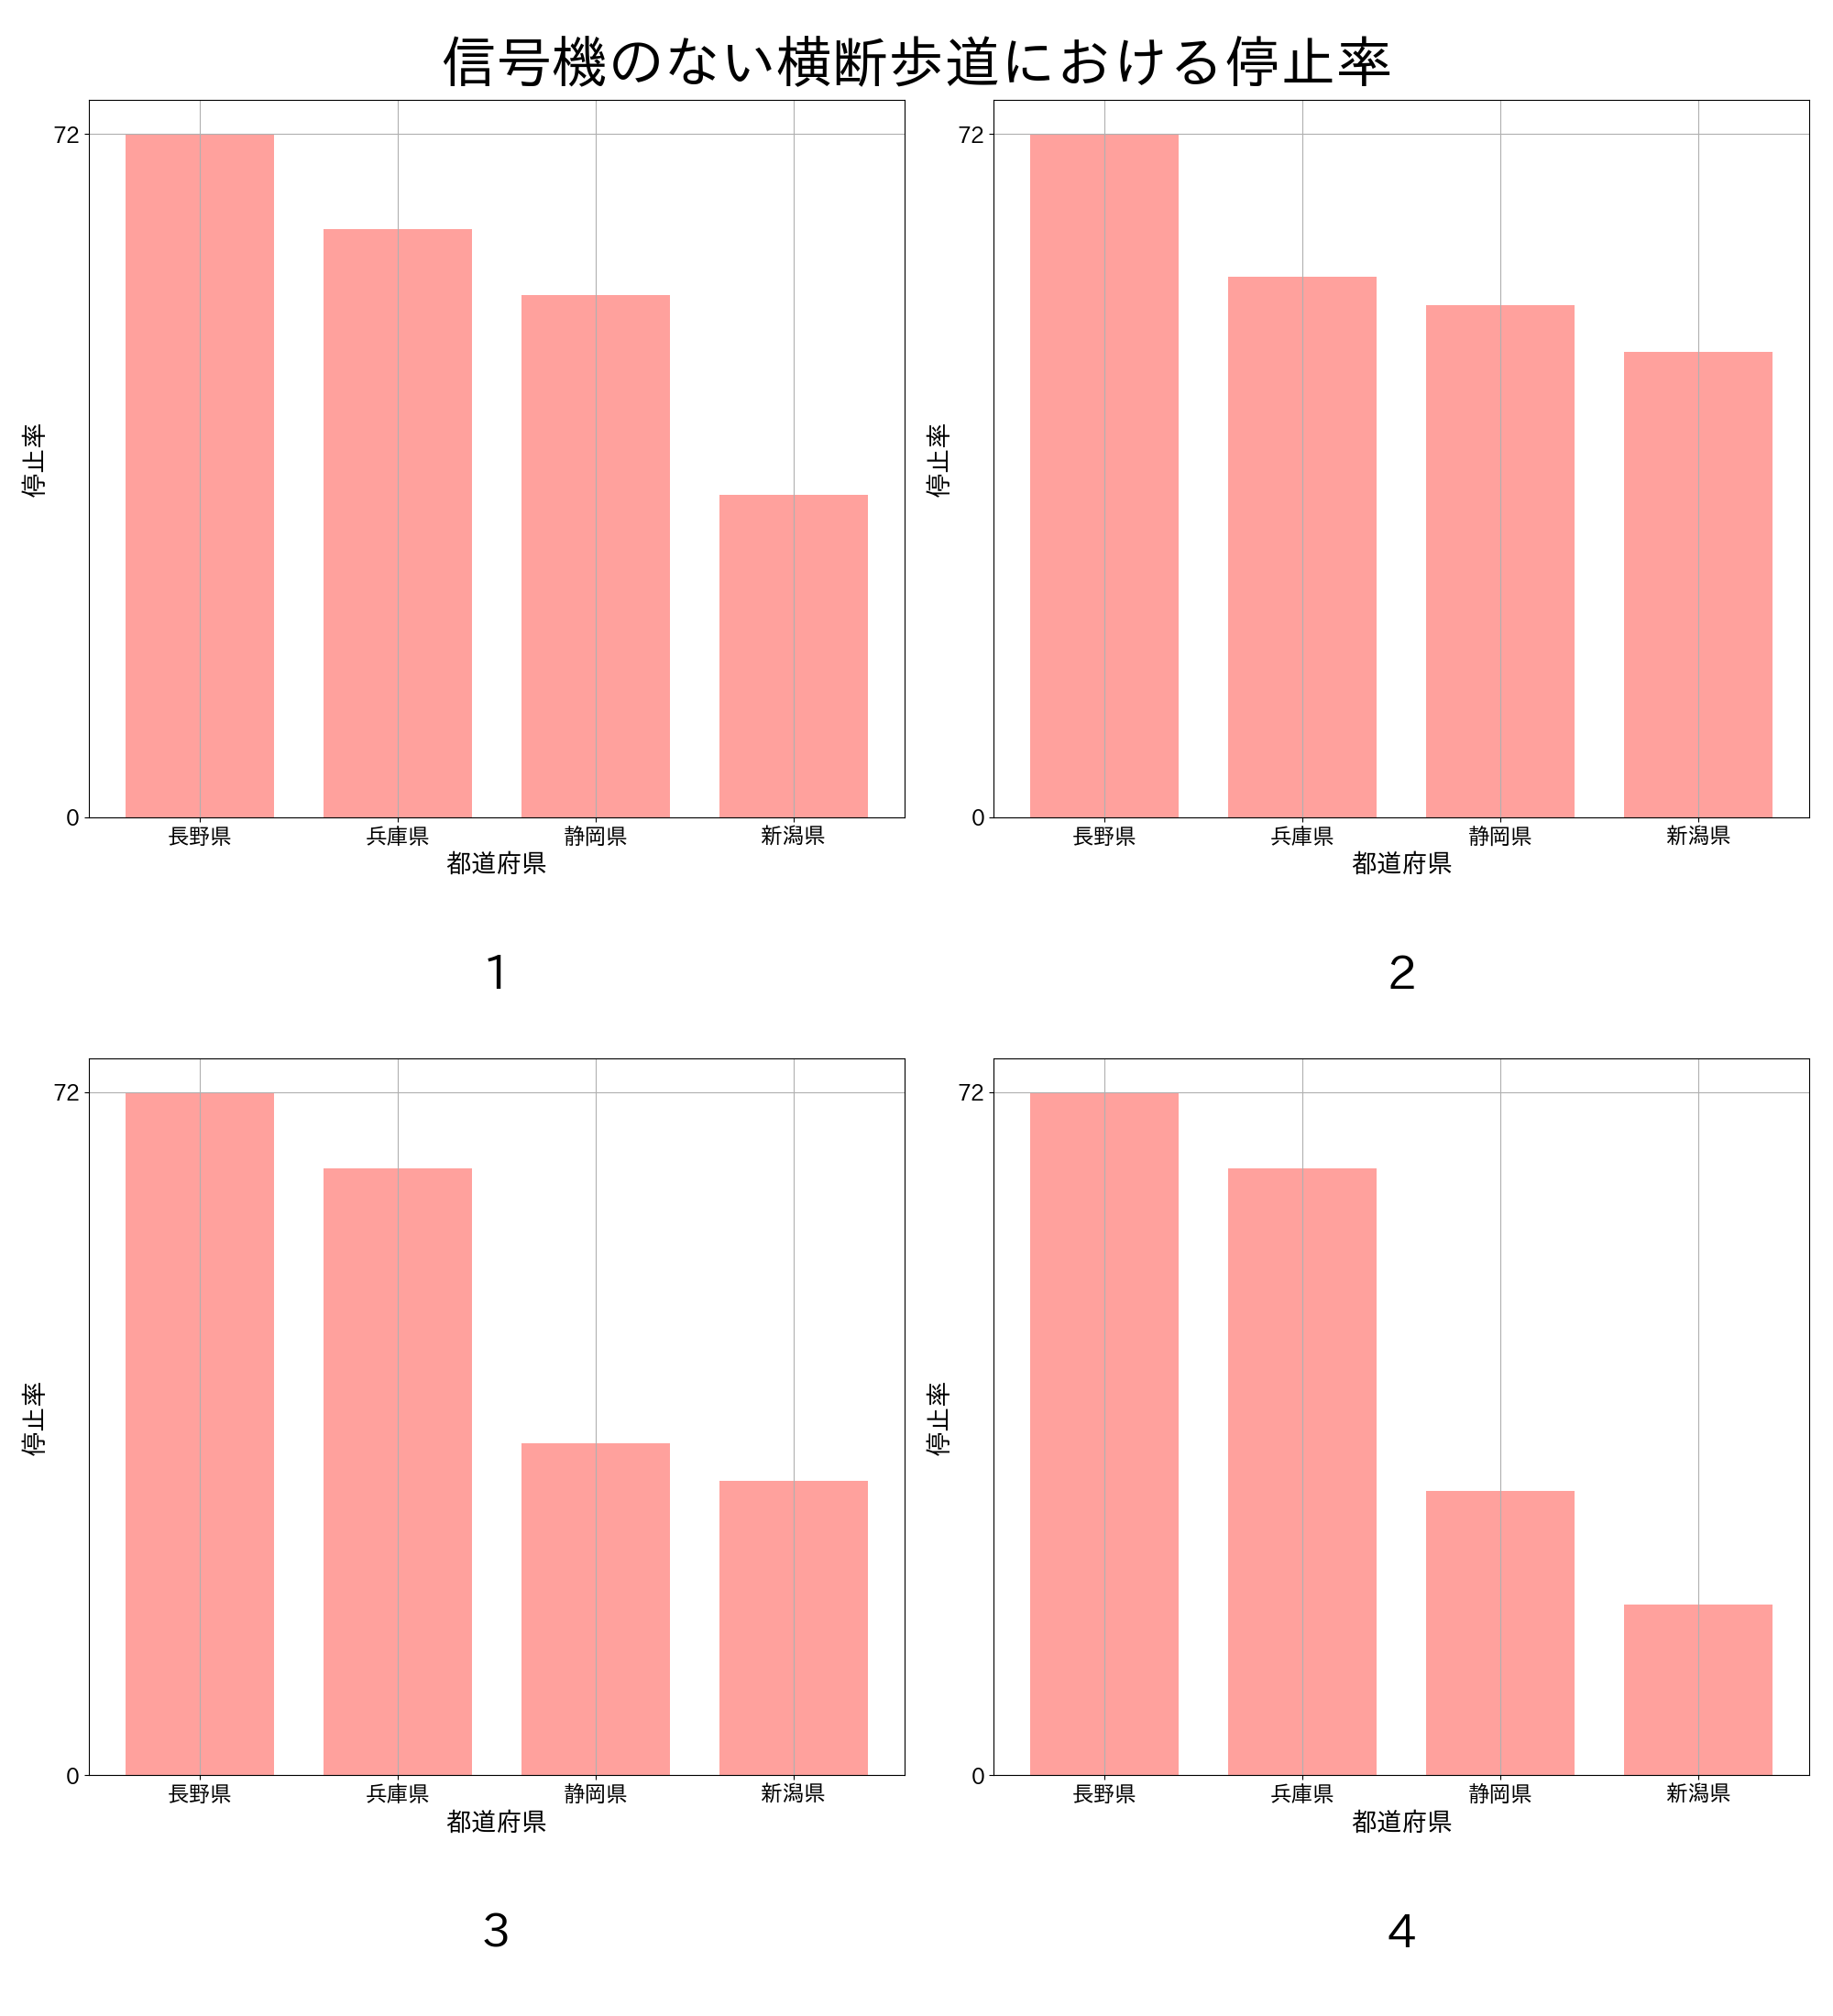 信号機のない横断歩道における停止率
72
0
停止率
長野県 兵庫県 静岡県 新潟県
都道府県
1
72
0
停止率
長野県 兵庫県 静岡県 新潟県
都道府県
2
72
0
停止率
長野県 兵庫県 静岡県 新潟県
都道府県
3
72
0
停止率
長野県 兵庫県 静岡県 新潟県
都道府県
4